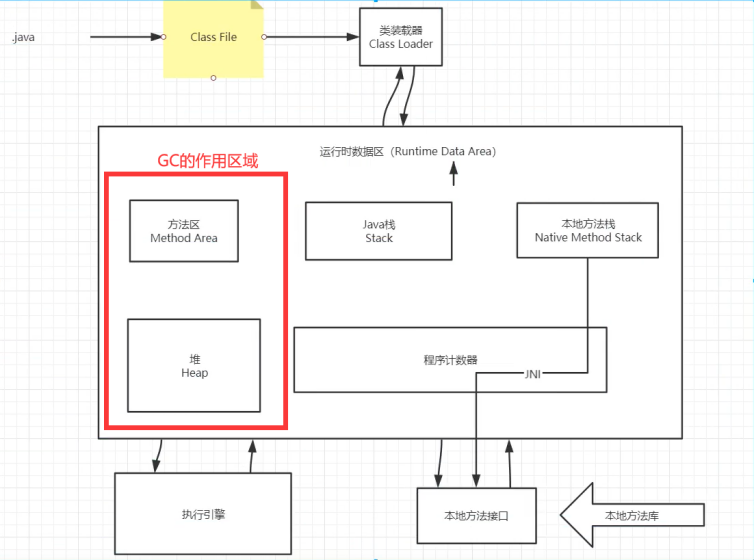 .java
Class File
类装载器
Class Loader
运行时数据区（Runtime Data Area）
GC的作用区域
方法区
Method Area
Java栈
Stack
本地方法栈
Native Method Stack
堆
Heap
程序计数器
JNI
执行引擎
本地方法接口
本地方法库